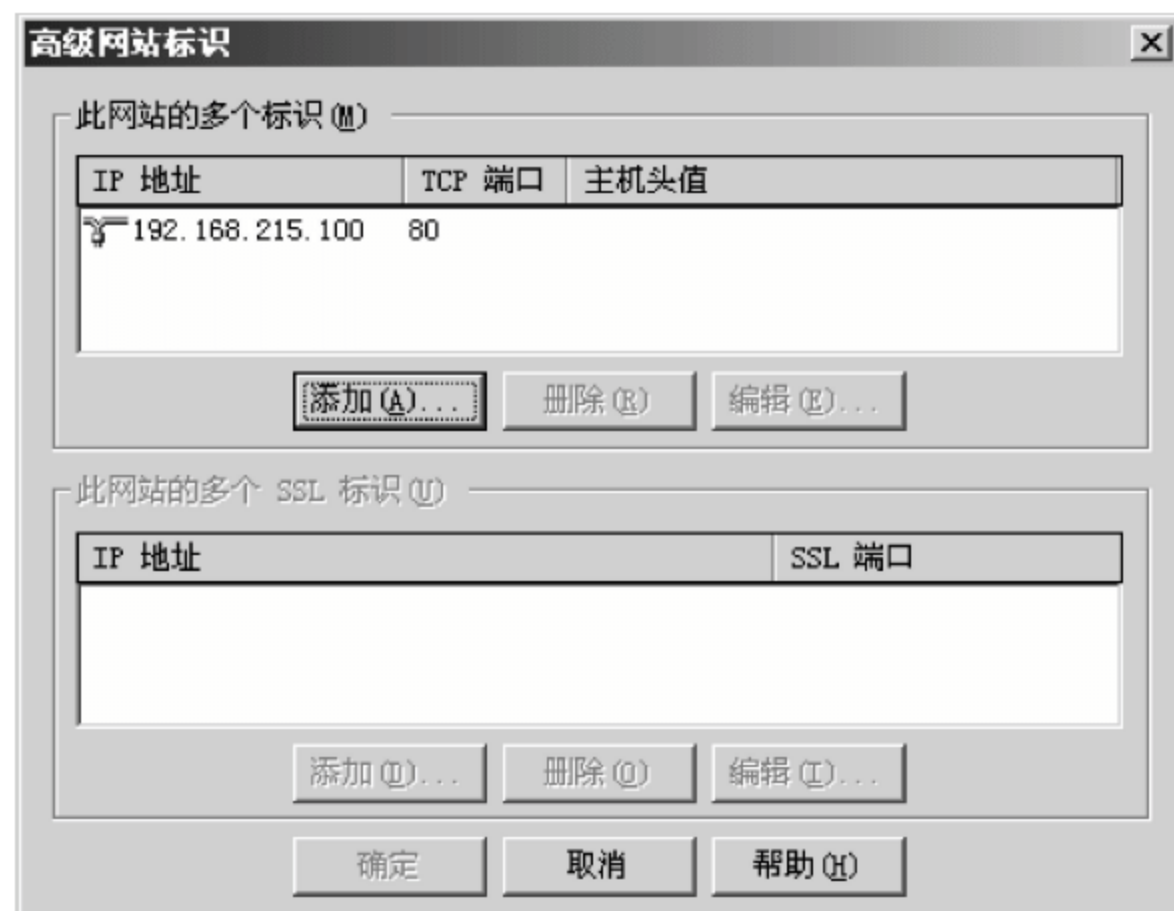 高级网站标识
此网站的多个标识(M)
IP 地址 TCP 端口 主机头值
192.168.215.100 80
添加(A)... 删除(R) 编辑(E)...
此网站的多个 SSL 标识(U)
IP 地址 SSL 端口
添加(D)... 删除(O) 编辑(I)...
确定 取消 帮助(H)